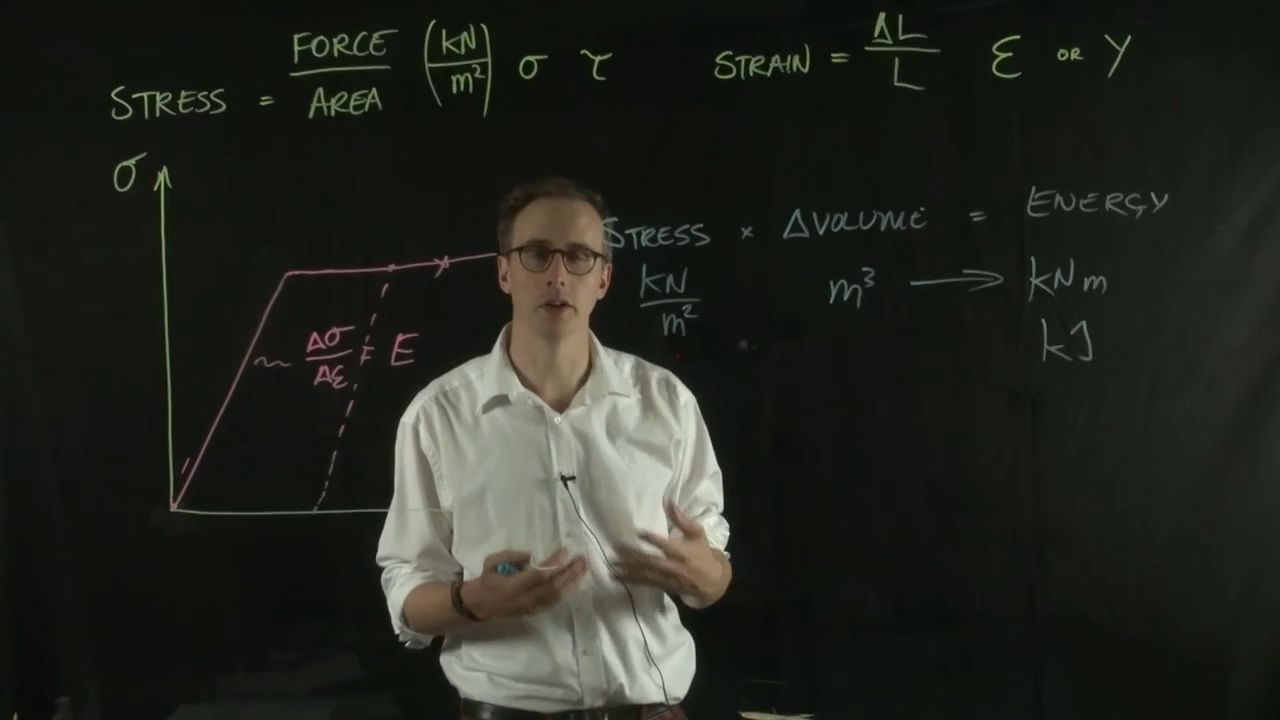 STRESS = FORCE / AREA (kN / m²) σ τ
STRAIN = ΔL / L ε OR γ
σ
Δσ / Δε = E
STRESS × ΔVOLUME = ENERGY
kN / m² m³ → kNm
kJ